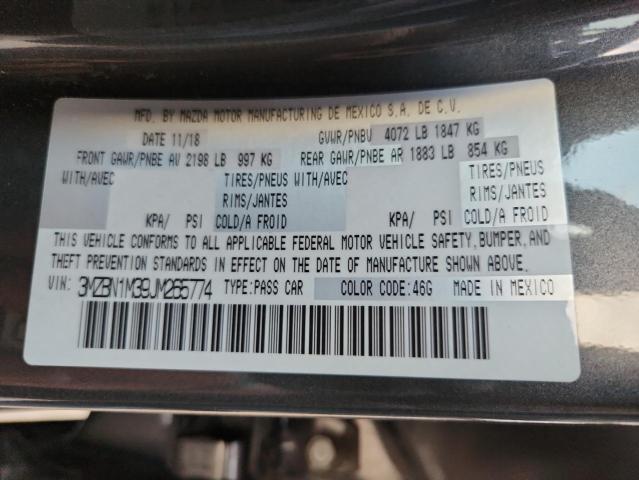 MFD. BY MAZDA MOTOR MANUFACTURING DE MEXICO S.A. DE C.V.
DATE 11/18 GVWR/PNBV 4072 LB 1847 KG
FRONT GAWR/PNBE AV 2198 LB 997 KG REAR GAWR/PNBE AR 1883 LB 854 KG
WITH/AVEC TIRES/PNEUS WITH/AVEC TIRES/PNEUS
RIMS/JANTES RIMS/JANTES
KPA/ PSI COLD/A FROID KPA/ PSI COLD/A FROID
THIS VEHICLE CONFORMS TO ALL APPLICABLE FEDERAL MOTOR VEHICLE SAFETY, BUMPER, AND
THEFT PREVENTION STANDARDS IN EFFECT ON THE DATE OF MANUFACTURE SHOWN ABOVE.
VIN: 3MZBN1M39JM265774 TYPE:PASS CAR COLOR CODE:46G MADE IN MEXICO